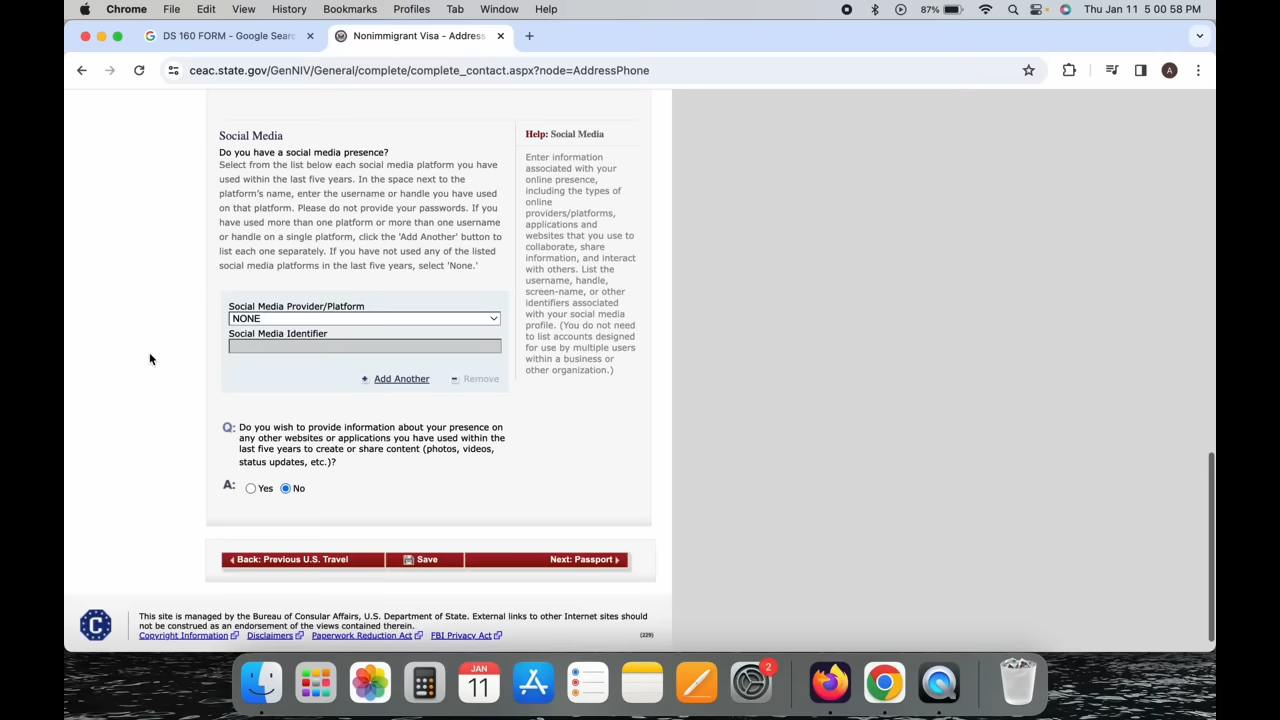 Chrome File Edit View History Bookmarks Profiles Tab Window Help 87% Thu Jan 11 5 00 58 PM
DS 160 FORM - Google Searc Nonimmigrant Visa - Address
ceac.state.gov/GenNIV/General/complete/complete_contact.aspx?node=AddressPhone A
Social Media
Do you have a social media presence?
Select from the list below each social media platform you have
used within the last five years. In the space next to the
platform's name, enter the username or handle you have used
on that platform. Please do not provide your passwords. If you
have used more than one platform or more than one username
or handle on a single platform, click the 'Add Another' button to
list each one separately. If you have not used any of the listed
social media platforms in the last five years, select 'None.'
Social Media Provider/Platform
NONE
Social Media Identifier
Add Another Remove
Help: Social Media
Enter information
associated with your
online presence,
including the types of
online
providers/platforms,
applications and
websites that you use to
collaborate, share
information, and interact
with others. List the
username, handle,
screen-name, or other
identifiers associated
with your social media
profile. (You do not need
to list accounts designed
for use by multiple users
within a business or
other organization.)
Q: Do you wish to provide information about your presence on
any other websites or applications you have used within the
last five years to create or share content (photos, videos,
status updates, etc.)?
A: Yes No
Back: Previous U.S. Travel Save Next: Passport
This site is managed by the Bureau of Consular Affairs, U.S. Department of State. External links to other Internet sites should
not be construed as an endorsement of the views contained therein.
Copyright Information Disclaimers Paperwork Reduction Act FBI Privacy Act (229)
C
JAN
11
2